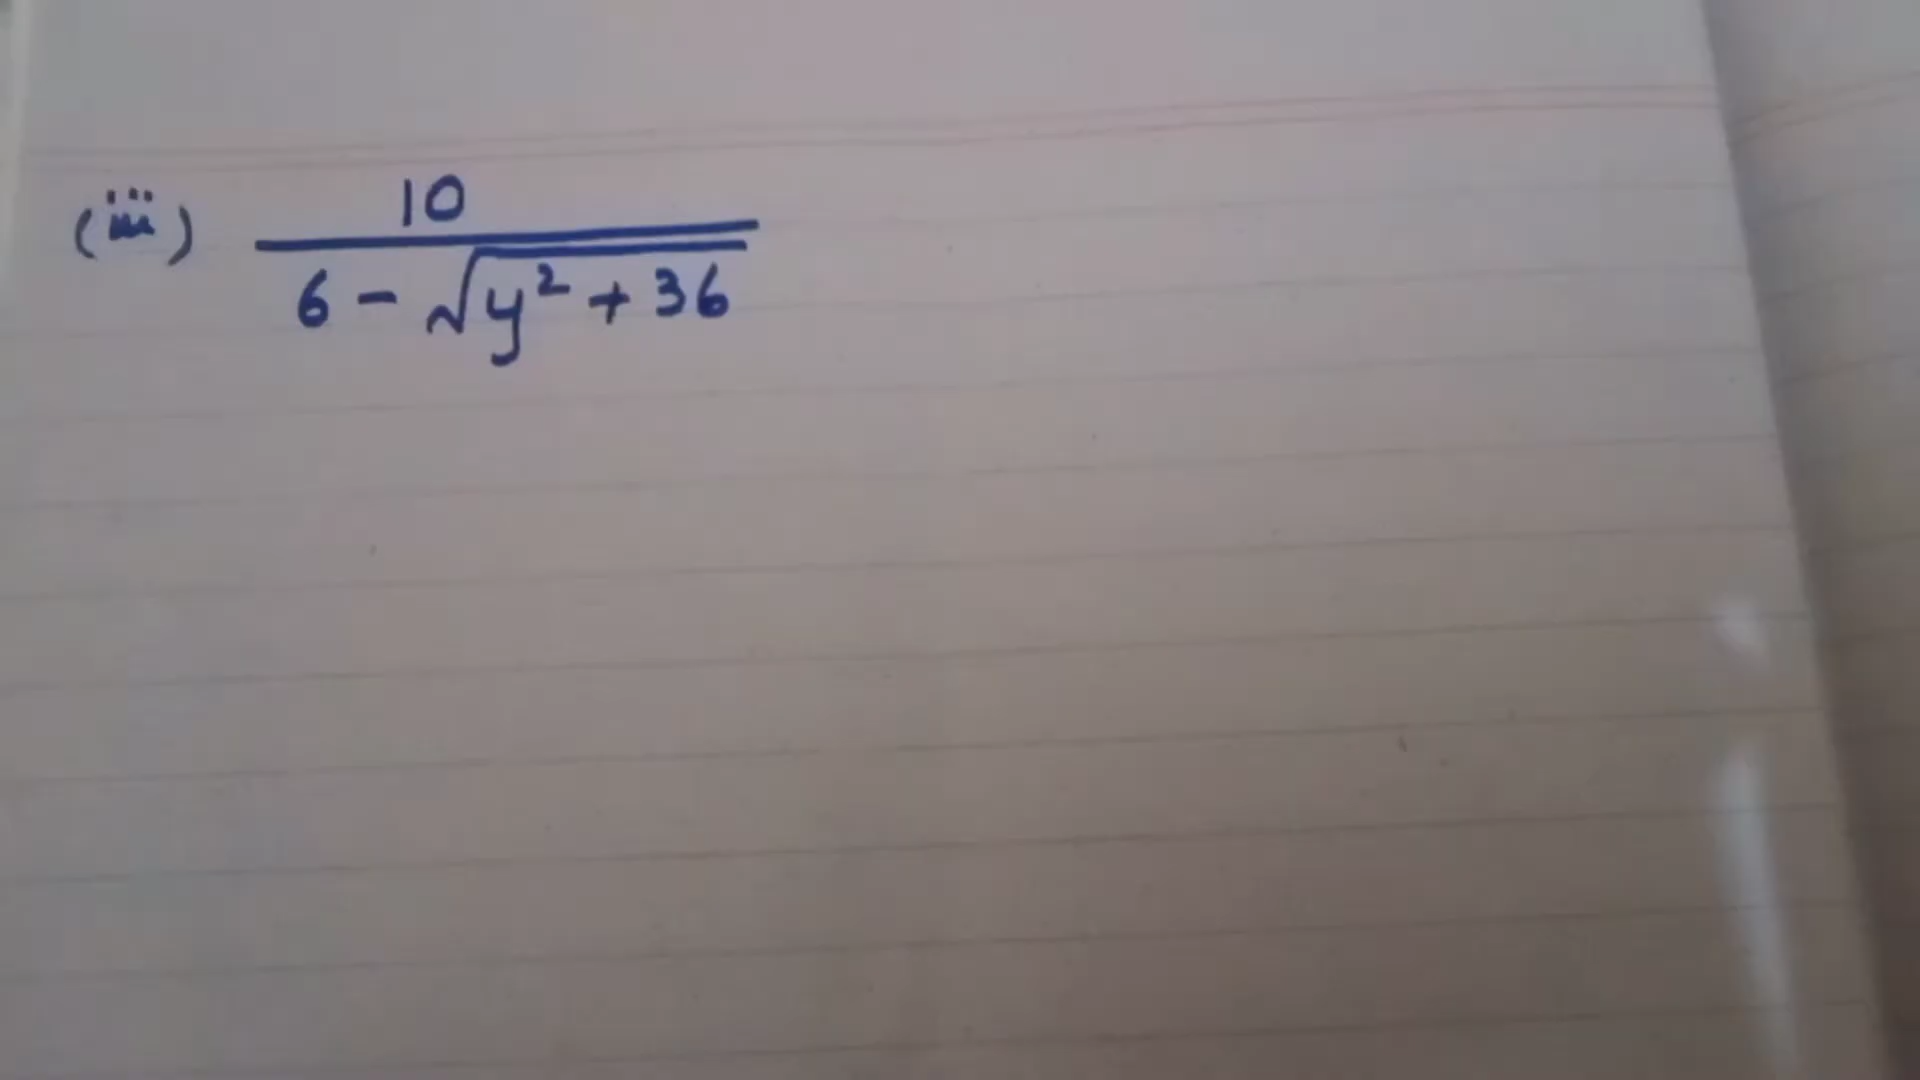 (iii) 10
6 - √y² + 36